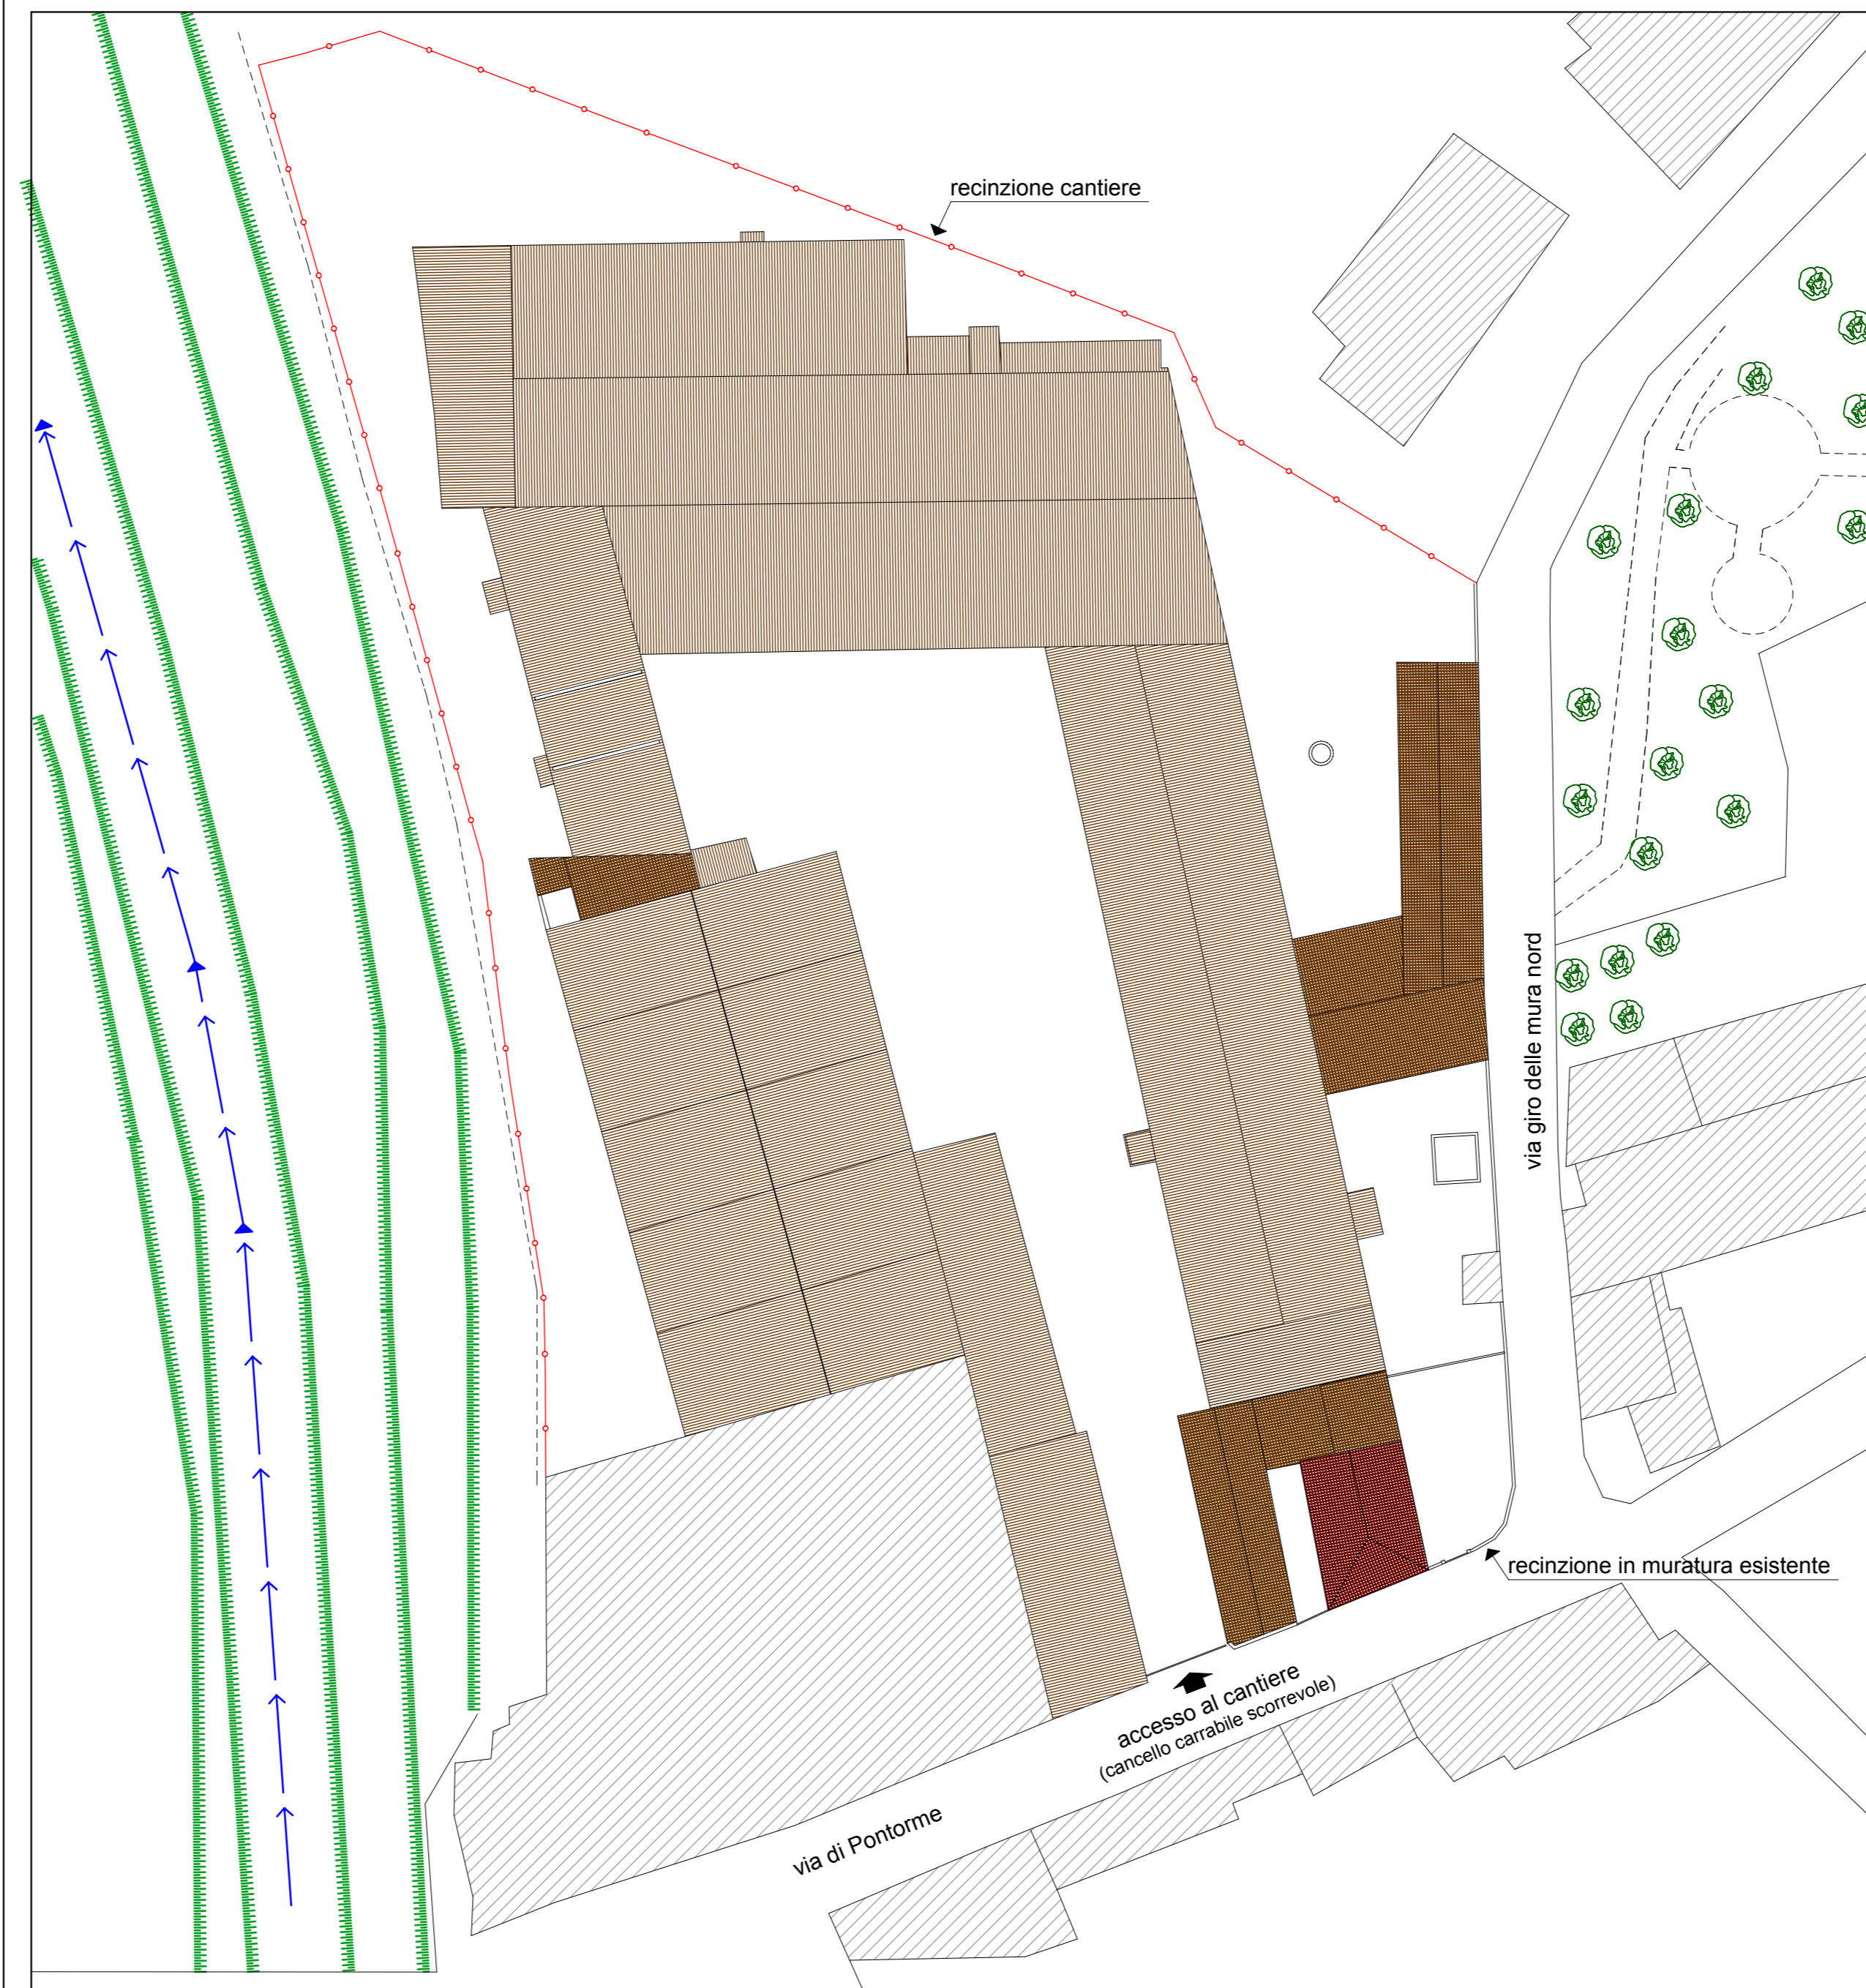 recinzione cantiere
via giro delle mura nord
recinzione in muratura esistente
accesso al cantiere
(cancello carrabile scorrevole)
via di Pontorme